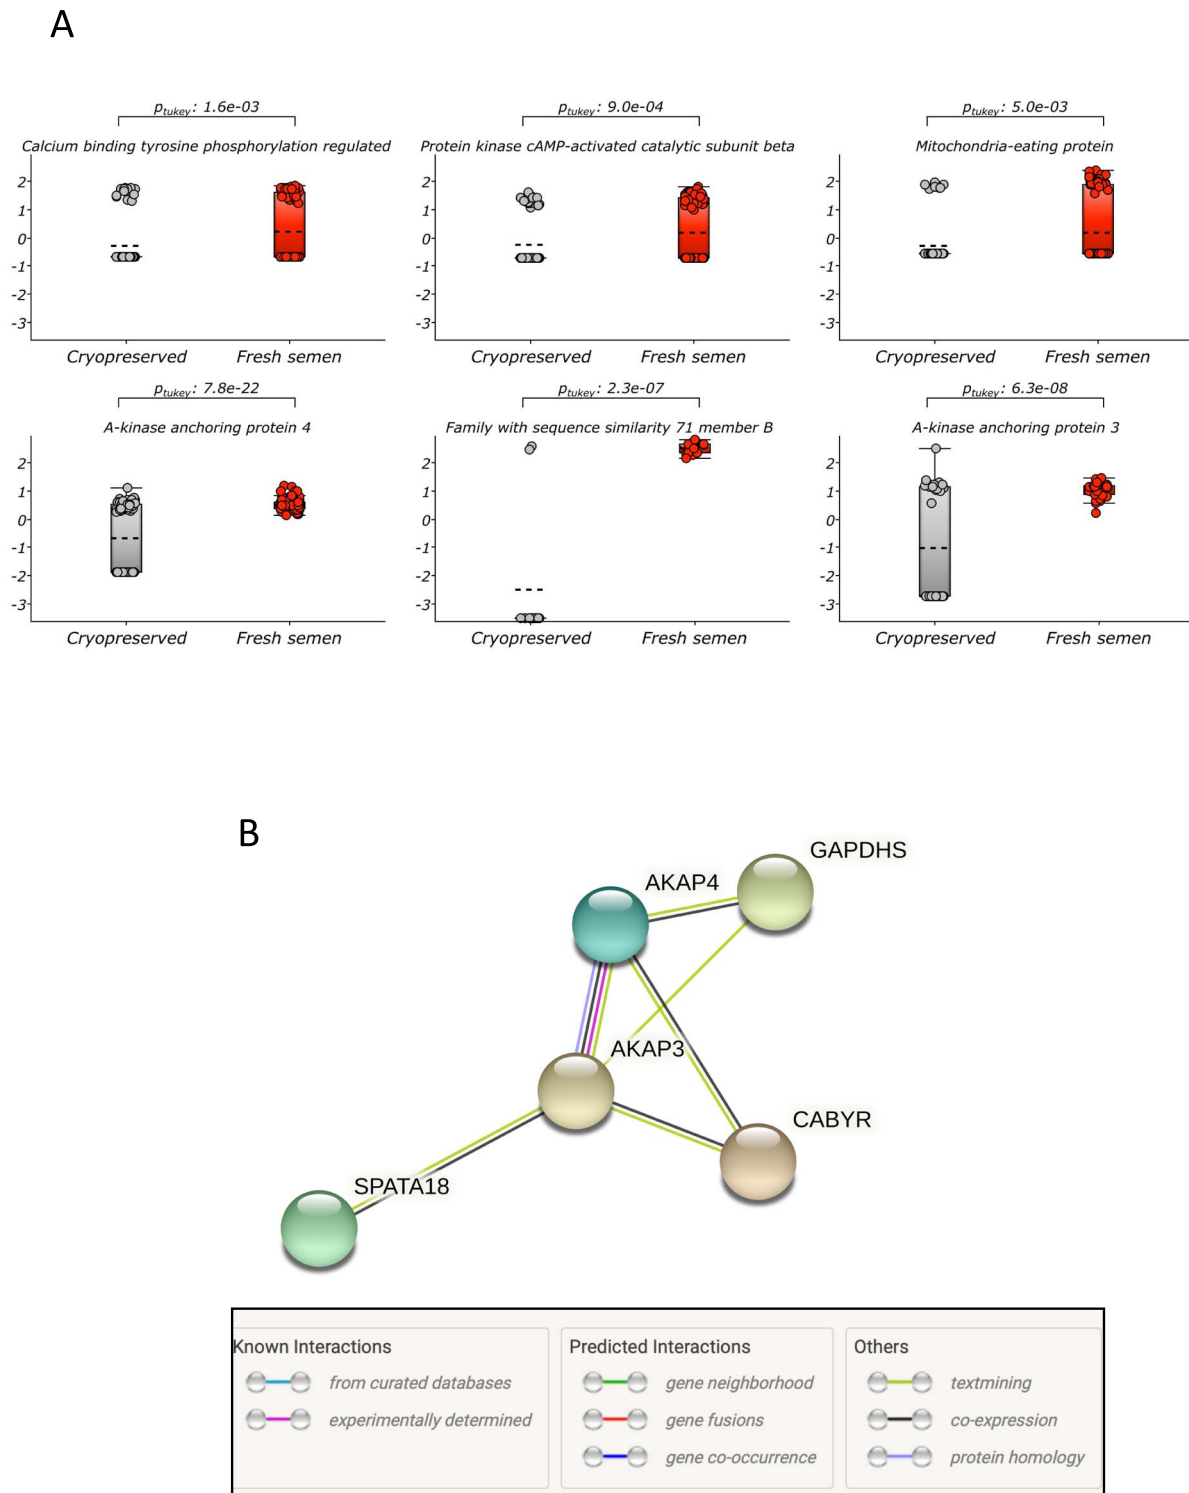 A
p_tukey: 1.6e-03
Calcium binding tyrosine phosphorylation regulated
2
1
0
-1
-2
-3
Cryopreserved Fresh semen
p_tukey: 9.0e-04
Protein kinase cAMP-activated catalytic subunit beta
2
1
0
-1
-2
-3
Cryopreserved Fresh semen
p_tukey: 5.0e-03
Mitochondria-eating protein
2
1
0
-1
-2
-3
Cryopreserved Fresh semen
p_tukey: 7.8e-22
A-kinase anchoring protein 4
2
1
0
-1
-2
-3
Cryopreserved Fresh semen
p_tukey: 2.3e-07
Family with sequence similarity 71 member B
2
1
0
-1
-2
-3
Cryopreserved Fresh semen
p_tukey: 6.3e-08
A-kinase anchoring protein 3
2
1
0
-1
-2
-3
Cryopreserved Fresh semen
B
GAPDHS
AKAP4
AKAP3
CABYR
SPATA18
Known Interactions
from curated databases
experimentally determined
Predicted Interactions
gene neighborhood
gene fusions
gene co-occurrence
Others
textmining
co-expression
protein homology